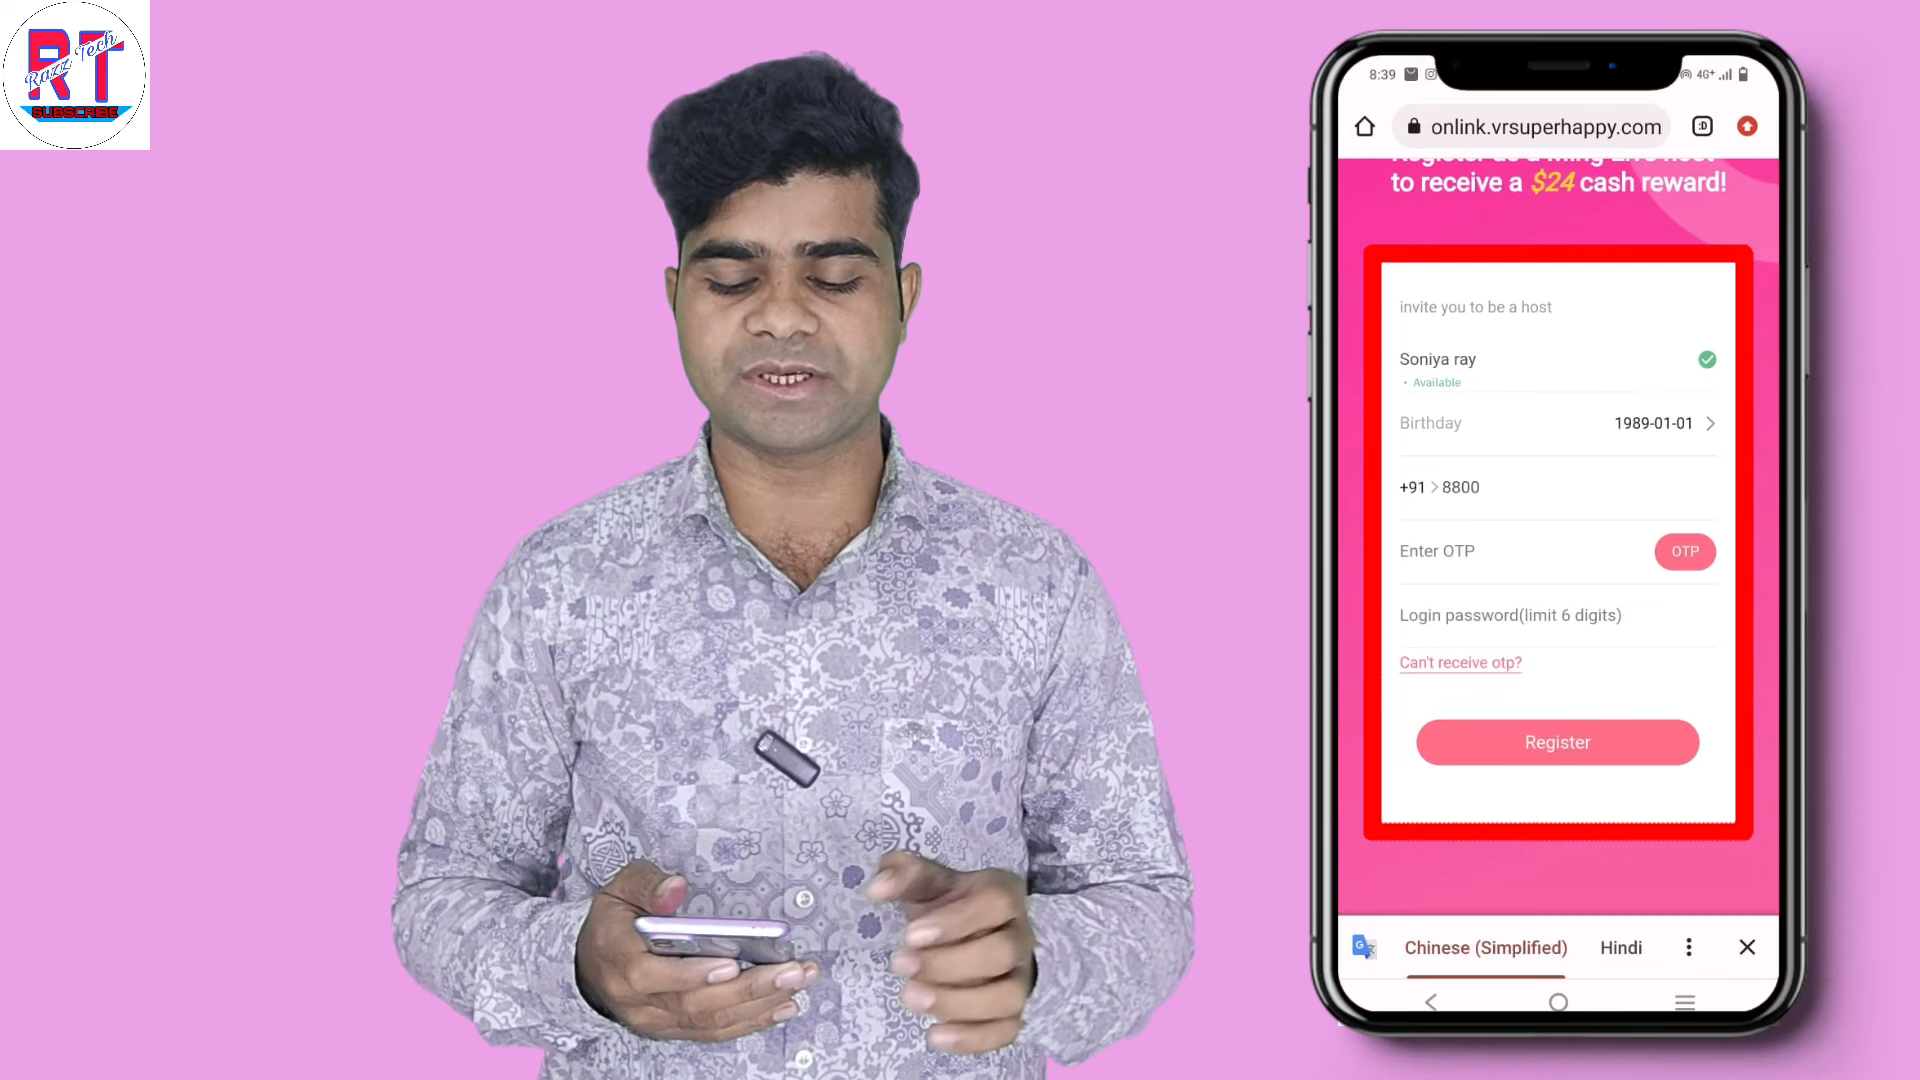 RT
Razz Tech
SUBSCRIBE
8:39
4G+
onlink.vrsuperhappy.com
:D
to receive a $24 cash reward!
invite you to be a host
Soniya ray
• Available
Birthday 1989-01-01
+91 > 8800
Enter OTP OTP
Login password(limit 6 digits)
Can't receive otp?
Register
Chinese (Simplified) Hindi